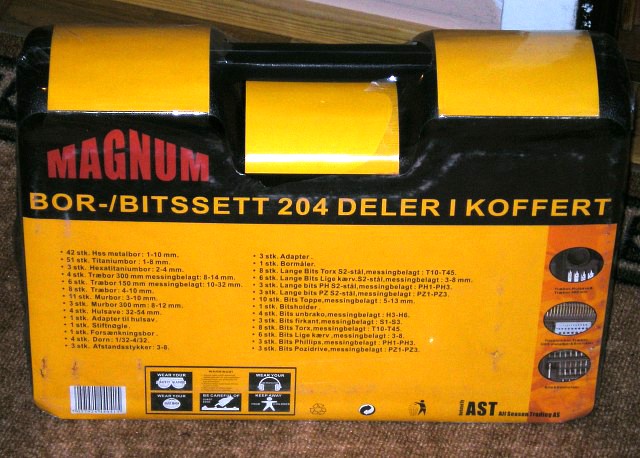 MAGNUM
BOR-/BITSSETT 204 DELER I KOFFERT
42 stk. Hss metalbor: 1-10 mm.
51 stk. Titaniumbor: 1-8 mm.
3 stk. Hexatitaniumbor: 2-4 mm.
4 stk. Træbor 300 mm messingbelagt: 8-14 mm.
6 stk. Træbor 150 mm messingbelagt: 10-32 mm.
8 stk. Træbor: 4-10 mm.
11 stk. Murbor: 3-10 mm.
3 stk. Murbor 300 mm: 8-12 mm.
4 stk. Hulsave: 32-54 mm.
1 stk. Adapter til hulsav.
1 stk. Stiftnøgle.
1 stk. Forsænkningsbor.
4 stk. Dorn: 1/32-4/32.
3 stk. Afstandsstykker: 3-8.
3 stk. Adapter.
1 stk. Bormåler.
8 stk. Lange Bits Torx S2-stål,messingbelagt: T10-T45.
6 stk. Lange Bits Lige kærv.S2-stål,messingbelagt: 3-8 mm.
3 stk. Lange bits PH S2-stål,messingbelagt: PH1-PH3.
3 stk. Lange bits PZ S2-stål,messingbelagt: PZ1-PZ3.
10 stk. Bits Toppe,messingbelagt: 5-13 mm.
1 stk. Bitsholder.
4 stk. Bits unbrako,messingbelagt: H3-H6.
3 stk. Bits firkant,messingbelagt: S1-S3.
8 stk. Bits Torx,messingbelagt: T10-T45.
6 stk. Bits Lige kærv,messingbelagt: 3-8.
3 stk. Bits Phillips,messingbelagt: PH1-PH3.
3 stk. Bits Pozidrive,messingbelagt: PZ1-PZ3.
WEAR YOUR
WEAR YOUR
WEAR YOUR
BE CAREFUL OF
KEEP AWAY
AST All Season Trading AS